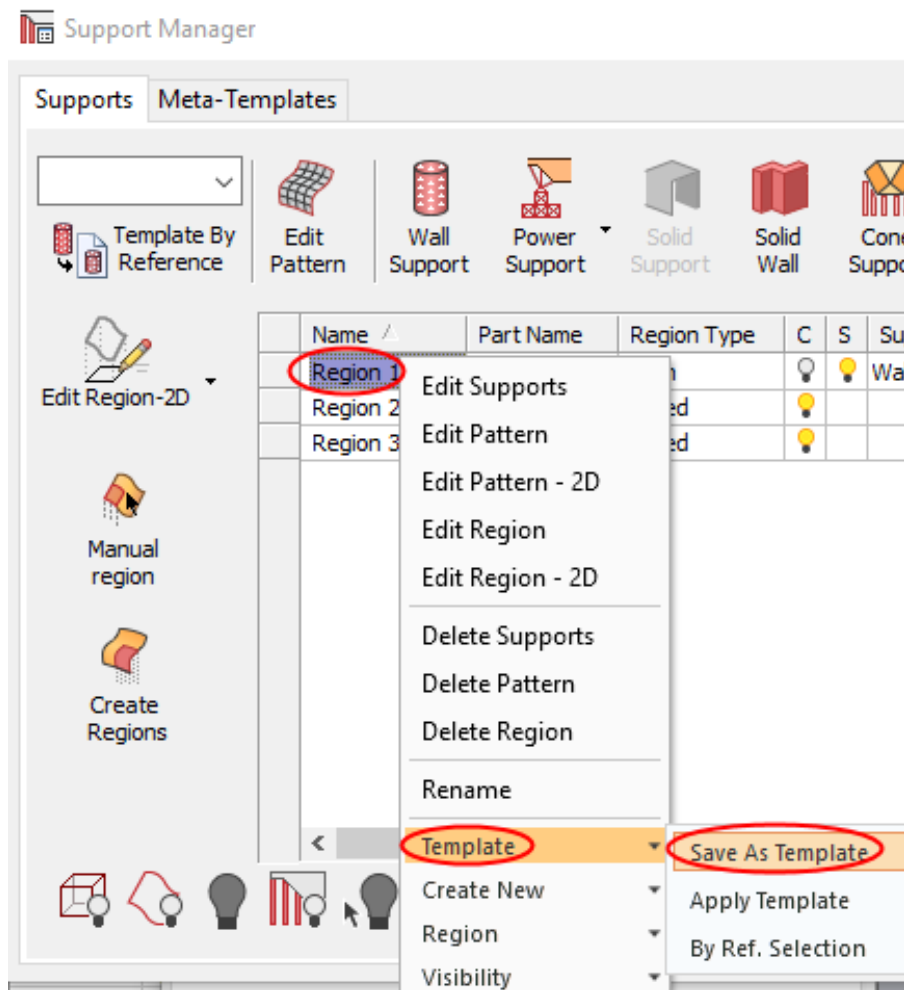 Support Manager
Supports Meta-Templates
Template By
Reference
Edit
Pattern
Wall
Support
Power
Support
Solid
Support
Solid
Wall
Edit Region-2D
Manual
region
Create
Regions
Name Part Name Region Type C S
Region 1
Region 2
Region 3
Edit Supports
Edit Pattern
Edit Pattern - 2D
Edit Region
Edit Region - 2D
Delete Supports
Delete Pattern
Delete Region
Rename
Template
Create New
Region
Visibility
Save As Template
Apply Template
By Ref. Selection